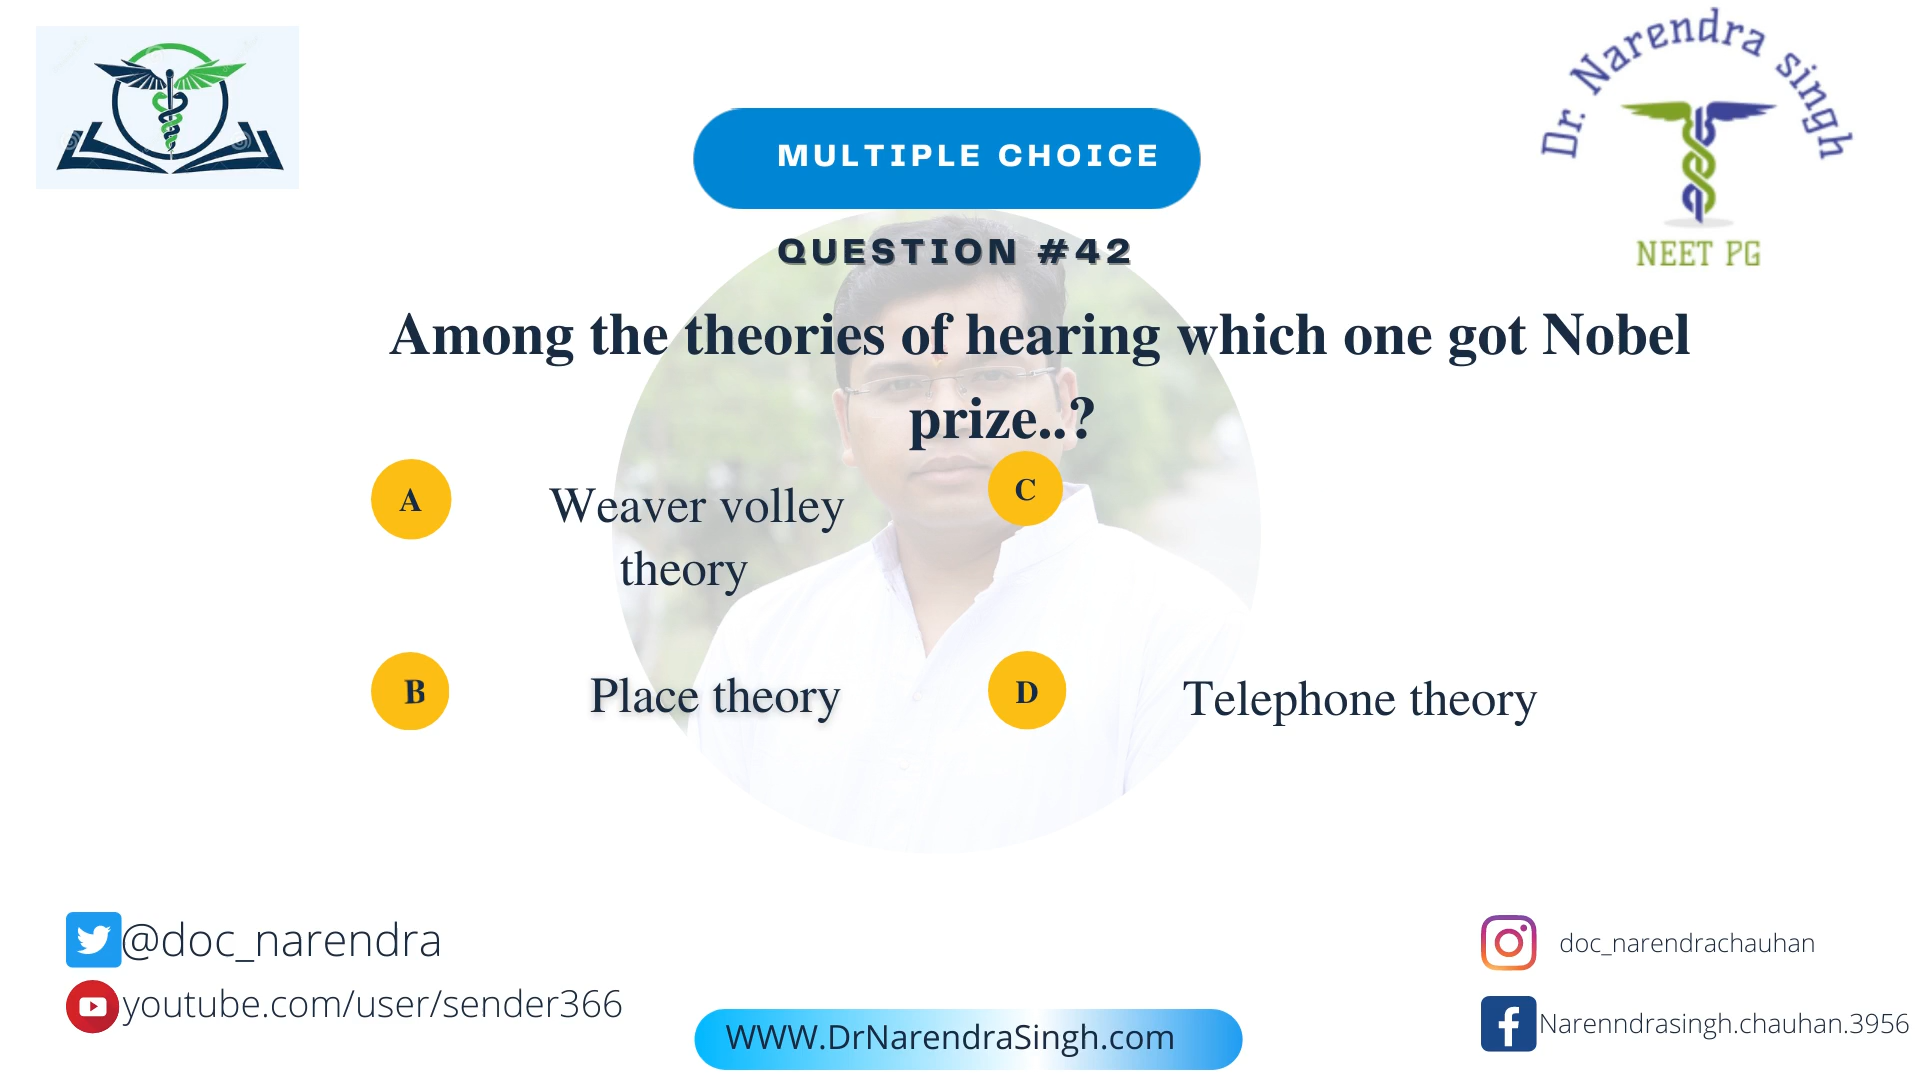 Dr. Narendra singh
NEET PG
MULTIPLE CHOICE
QUESTION #42
Among the theories of hearing which one got Nobel
prize..?
A
Weaver volley
theory
B
Place theory
C
D
Telephone theory
@doc_narendra
youtube.com/user/sender366
WWW.DrNarendraSingh.com
doc_narendrachauhan
Narenndrasingh.chauhan.3956